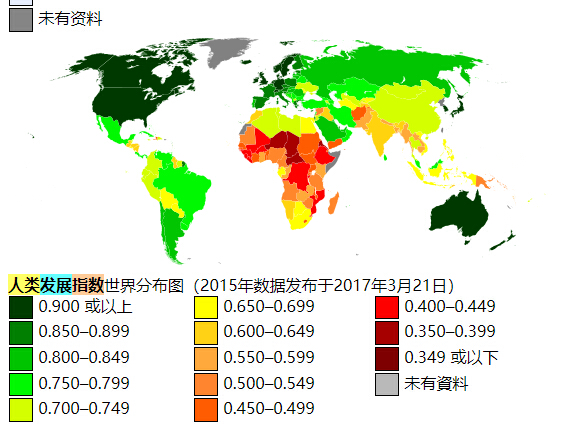 未有资料
人类发展指数世界分布图（2015年数据发布于2017年3月21日）
0.900 或以上 0.650–0.699 0.400–0.449
0.850–0.899 0.600–0.649 0.350–0.399
0.800–0.849 0.550–0.599 0.349 或以下
0.750–0.799 0.500–0.549 未有資料
0.700–0.749 0.450–0.499